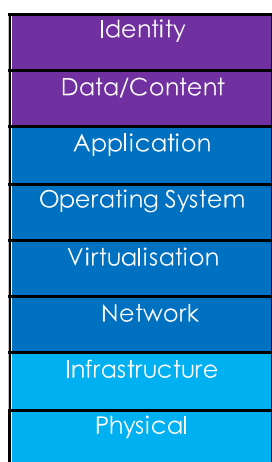 Identity
Data/Content
Application
Operating System
Virtualisation
Network
Infrastructure
Physical